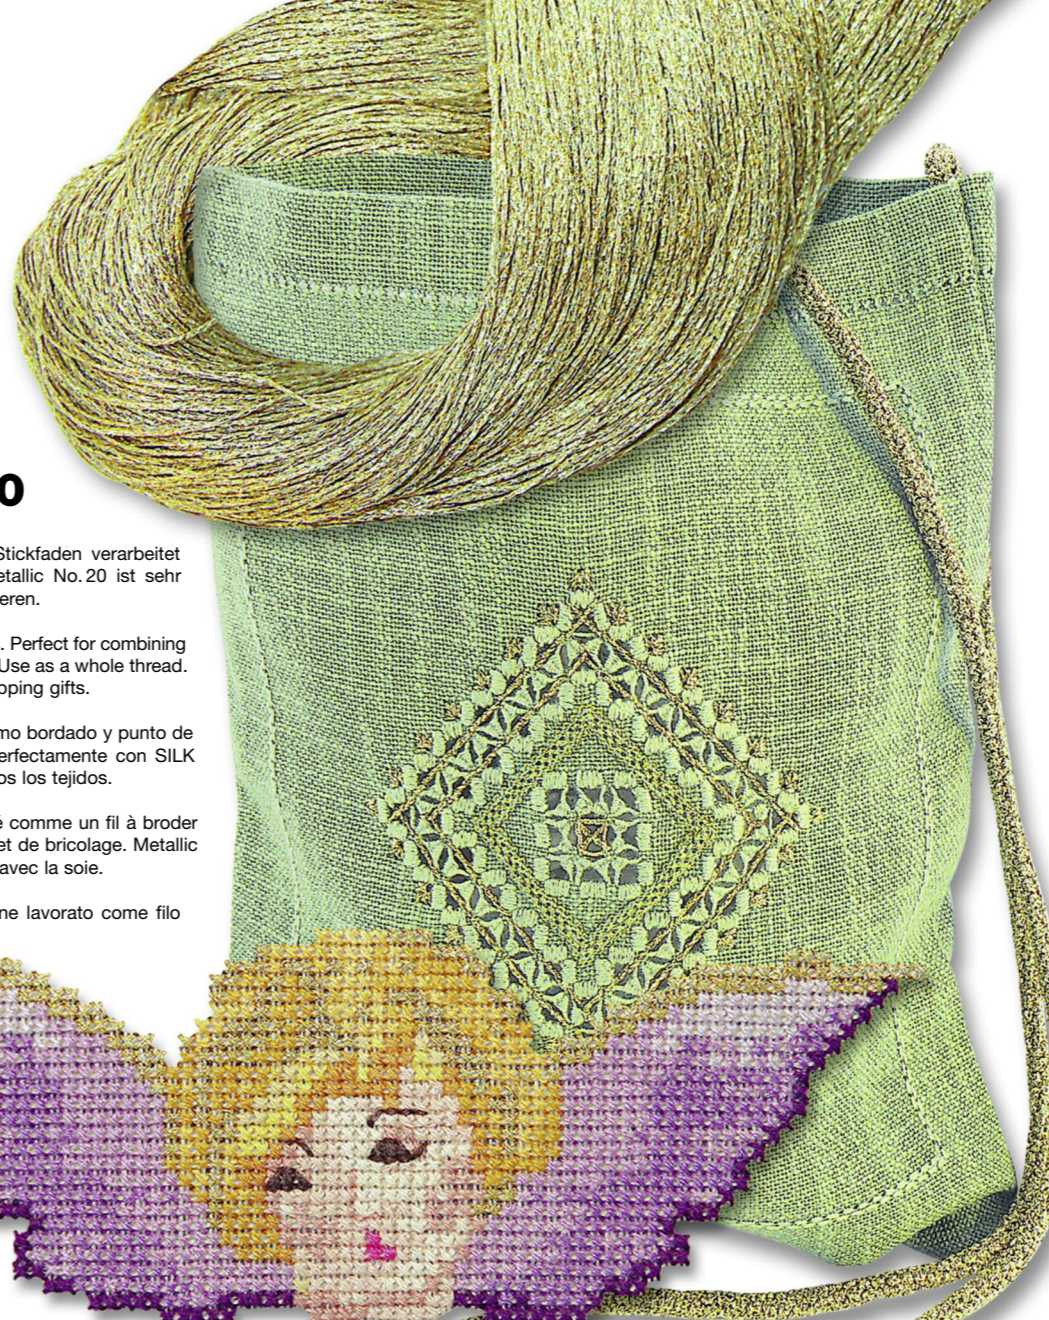 0
Stickfaden verarbeitet
etallic No. 20 ist sehr
eren.
. Perfect for combining
Use as a whole thread.
pping gifts.
mo bordado y punto de
erfectamente con SILK
os los tejidos.
é comme un fil à broder
et de bricolage. Metallic
avec la soie.
ne lavorato come filo